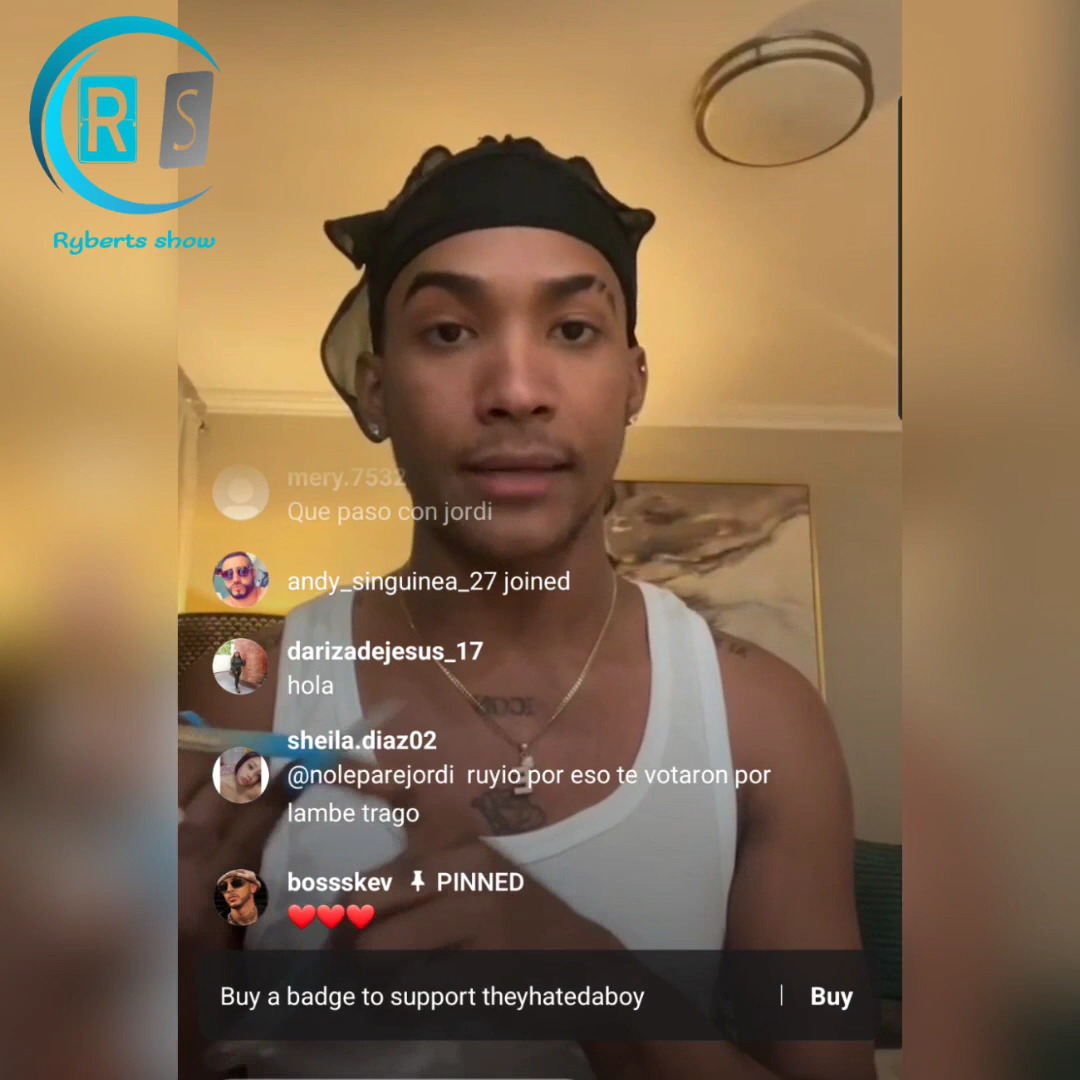 R S
Ryberts show
mery.7532
Que paso con jordi
andy_singuinea_27 joined
darizadejesus_17
hola
sheila.diaz02
@noleparejordi ruyio por eso te votaron por
lambe trago
bossskev PINNED
❤️❤️❤️
Buy a badge to support theyhatedaboy | Buy